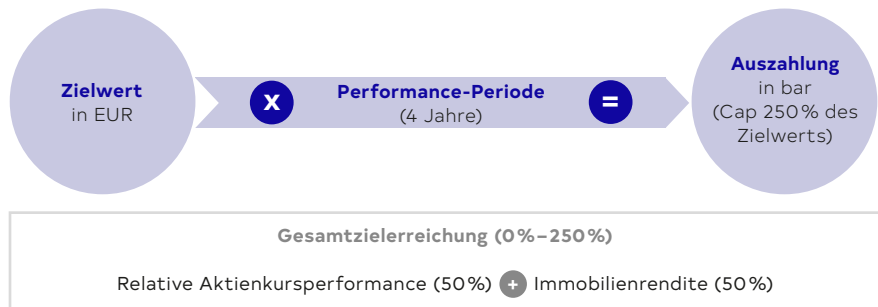 Zielwert
in EUR
x
Performance-Periode
(4 Jahre)
=
Auszahlung
in bar
(Cap 250% des
Zielwerts)
Gesamtzielerreichung (0%–250%)
Relative Aktienkursperformance (50%) + Immobilienrendite (50%)